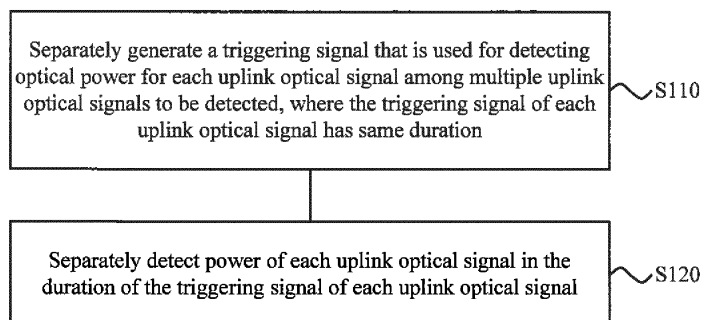 Separately generate a triggering signal that is used for detecting
optical power for each uplink optical signal among multiple uplink
optical signals to be detected, where the triggering signal of each
uplink optical signal has same duration
S110
Separately detect power of each uplink optical signal in the
duration of the triggering signal of each uplink optical signal
S120